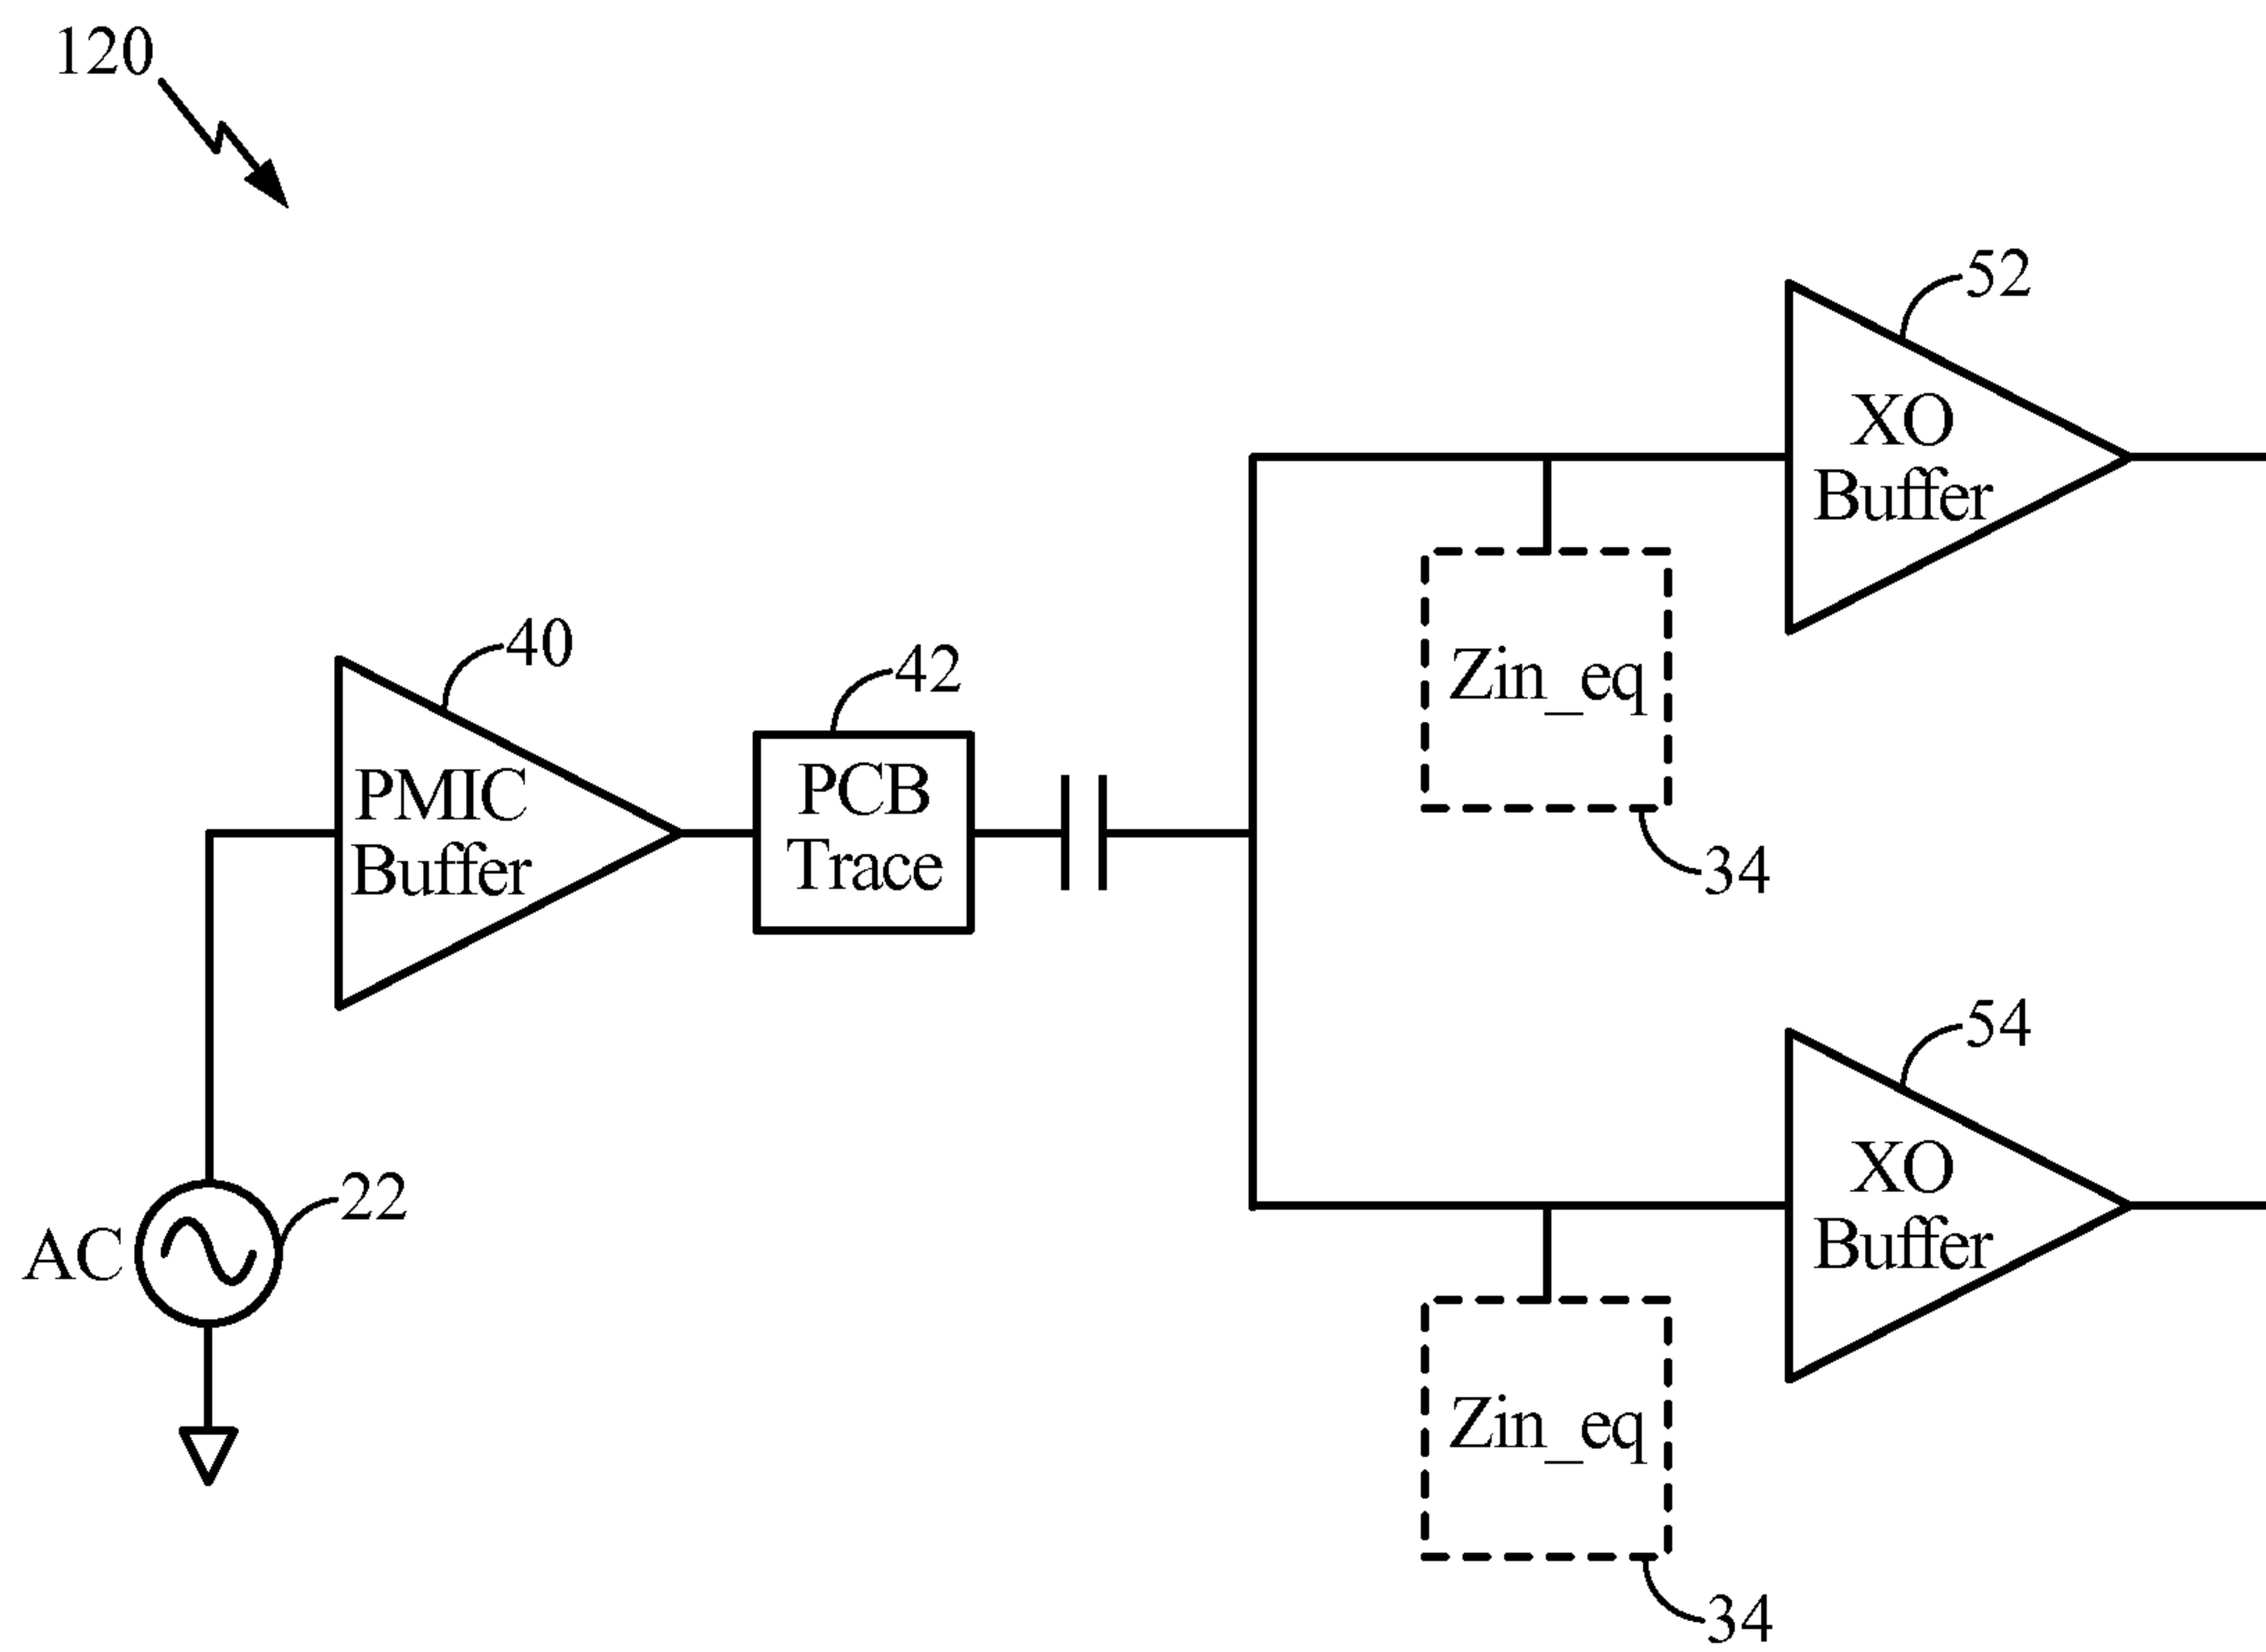 120
52
XO
Buffer
40
42
Zin_eq
PMIC
Buffer
PCB
Trace
34
54
XO
Buffer
22
AC
Zin_eq
34